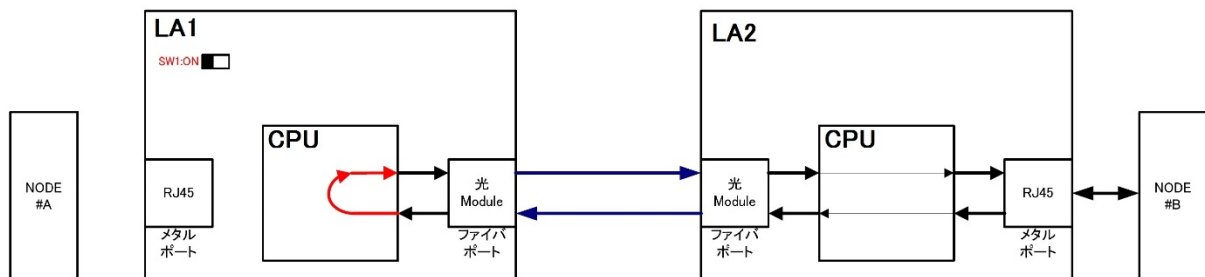 LA1
SW1:ON
CPU
NODE
#A
RJ45
メタル
ポート
光
Module
ファイバ
ポート
LA2
CPU
光
Module
ファイバ
ポート
RJ45
メタル
ポート
NODE
#B